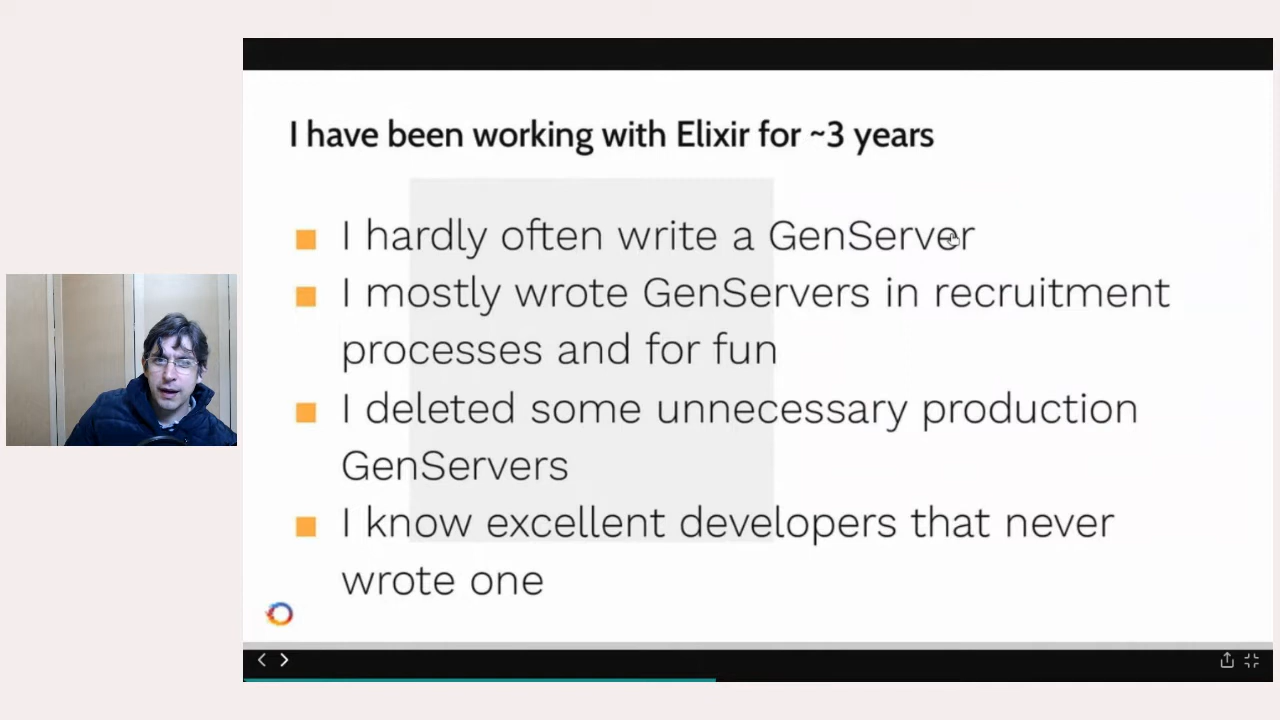 I have been working with Elixir for ~3 years
I hardly often write a GenServer
I mostly wrote GenServers in recruitment
processes and for fun
I deleted some unnecessary production
GenServers
I know excellent developers that never
wrote one